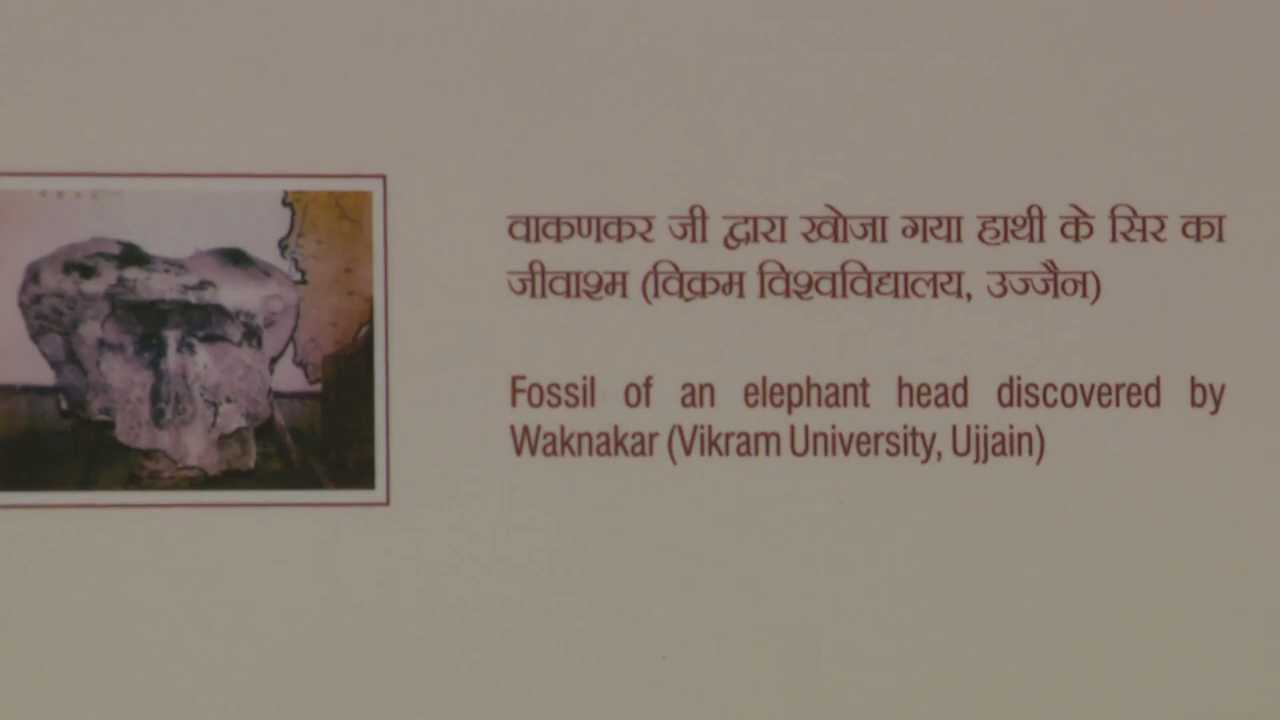 वाकणकर जी द्वारा खोजा गया हाथी के सिर का
जीवाश्म (विक्रम विश्वविद्यालय, उज्जैन)
Fossil of an elephant head discovered by
Waknakar (Vikram University, Ujjain)